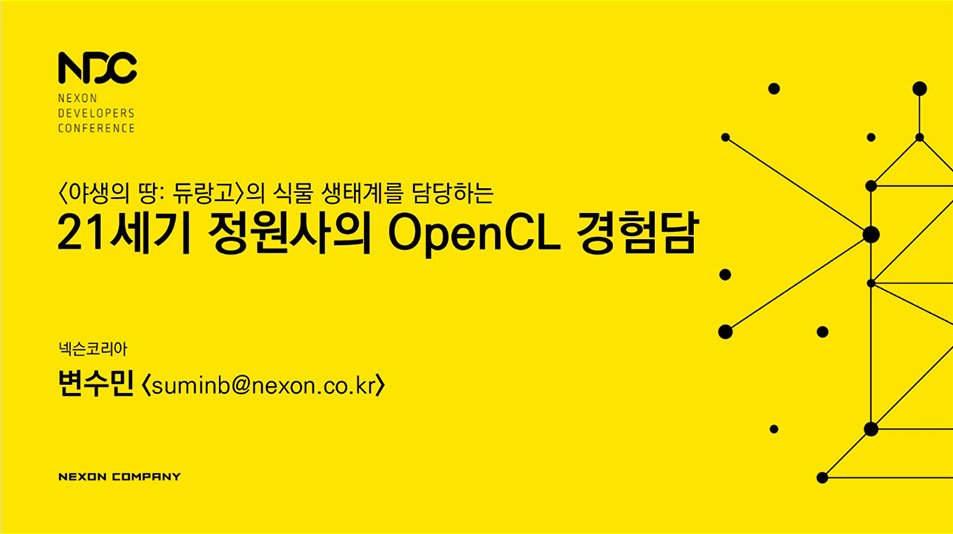 NDC
NEXON
DEVELOPERS
CONFERENCE
〈야생의 땅: 듀랑고〉의 식물 생태계를 담당하는
21세기 정원사의 OpenCL 경험담
넥슨코리아
변수민 〈suminb@nexon.co.kr〉
NEXON COMPANY